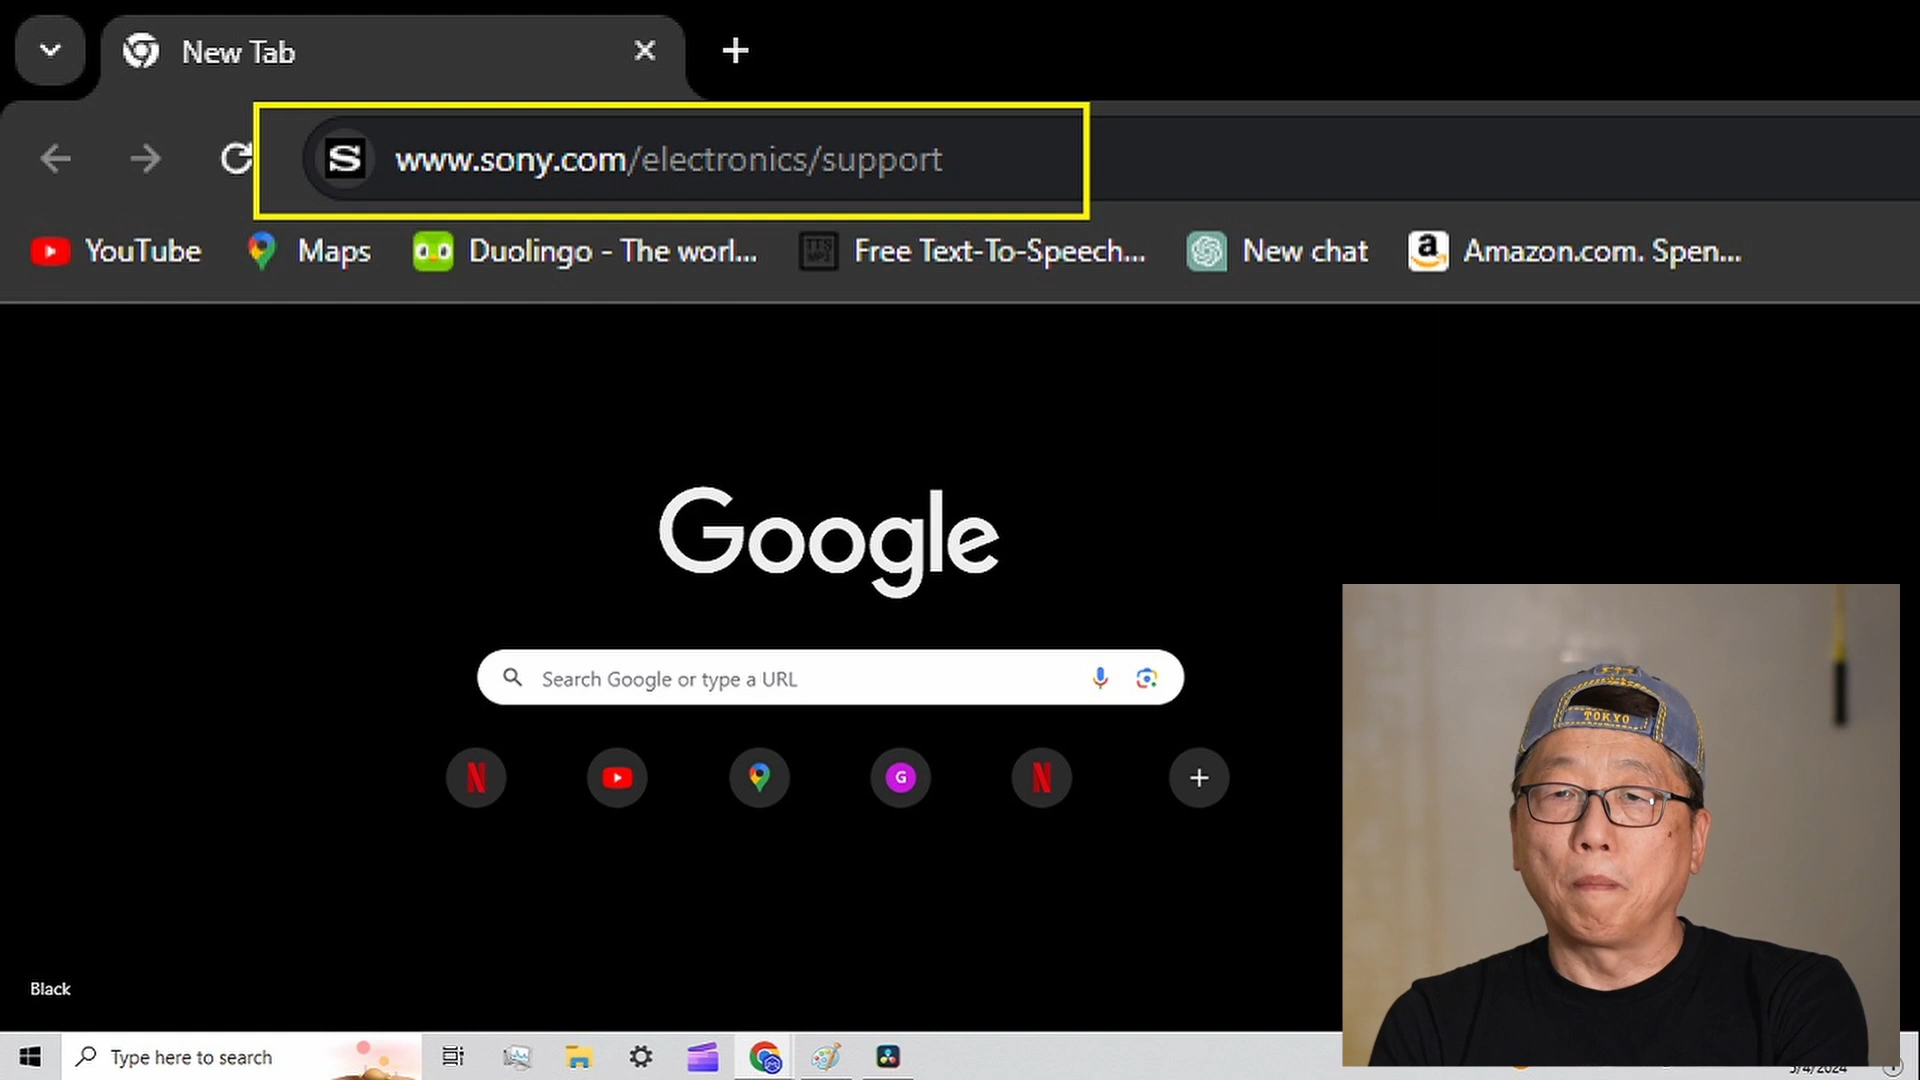 New Tab
www.sony.com/electronics/support
YouTube
Maps
Duolingo - The worl...
Free Text-To-Speech...
New chat
Amazon.com. Spen...
Google
Search Google or type a URL
G
TOKYO
Black
Type here to search